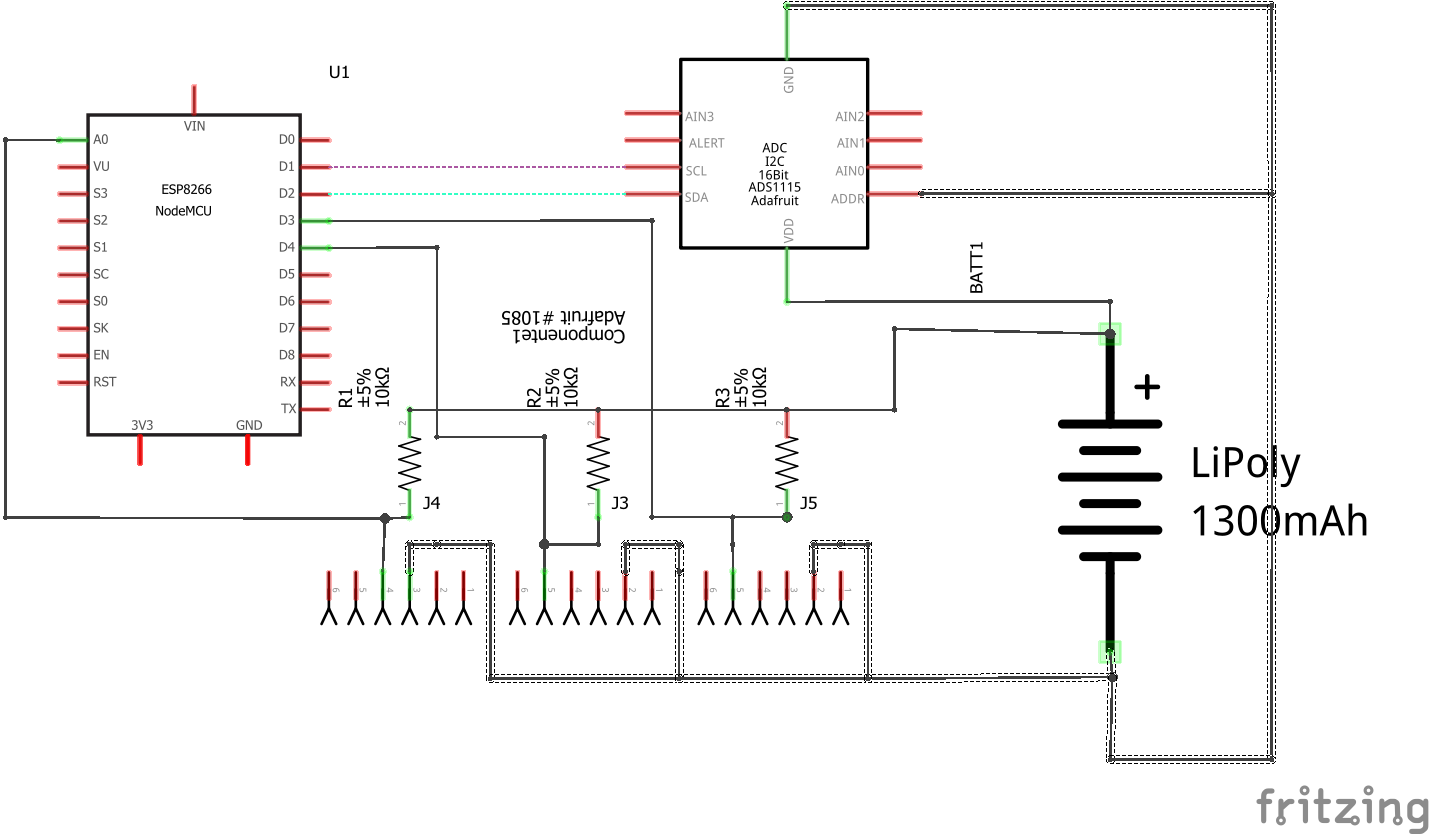 U1
VIN
A0
VU
S3
S2
S1
SC
S0
SK
EN
RST
ESP8266
NodeMCU
D0
D1
D2
D3
D4
D5
D6
D7
D8
RX
TX
3V3
GND
GND
AIN3
ALERT
SCL
SDA
ADC
I2C
16Bit
ADS1115
Adafruit
AIN2
AIN1
AIN0
ADDR
VDD
BATT1
Componente1
Adafruit #1085
R1
±5%
10kΩ
2
1
R2
±5%
10kΩ
2
1
R3
±5%
10kΩ
2
1
J4
J3
J5
6 5 4 3 2 1
6 5 4 3 2 1
6 5 4 3 2 1
+
LiPoly
1300mAh
fritzing